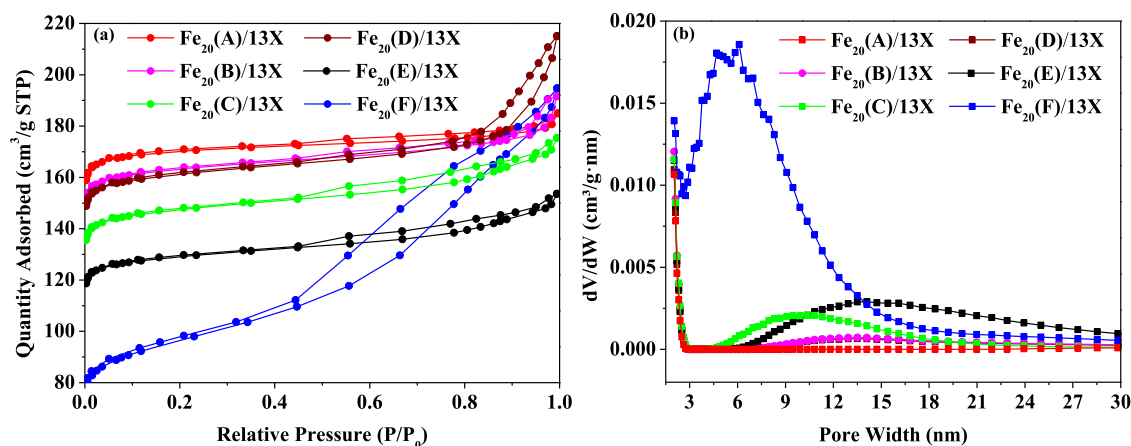 (a)
Fe₂₀(A)/13X Fe₂₀(D)/13X
Fe₂₀(B)/13X Fe₂₀(E)/13X
Fe₂₀(C)/13X Fe₂₀(F)/13X
Quantity Adsorbed (cm³/g STP)
220
200
180
160
140
120
100
80
0.0 0.2 0.4 0.6 0.8 1.0
Relative Pressure (P/P₀)
(b)
Fe₂₀(A)/13X Fe₂₀(D)/13X
Fe₂₀(B)/13X Fe₂₀(E)/13X
Fe₂₀(C)/13X Fe₂₀(F)/13X
dV/dW (cm³/g·nm)
0.020
0.015
0.010
0.005
0.000
3 6 9 12 15 18 21 24 27 30
Pore Width (nm)